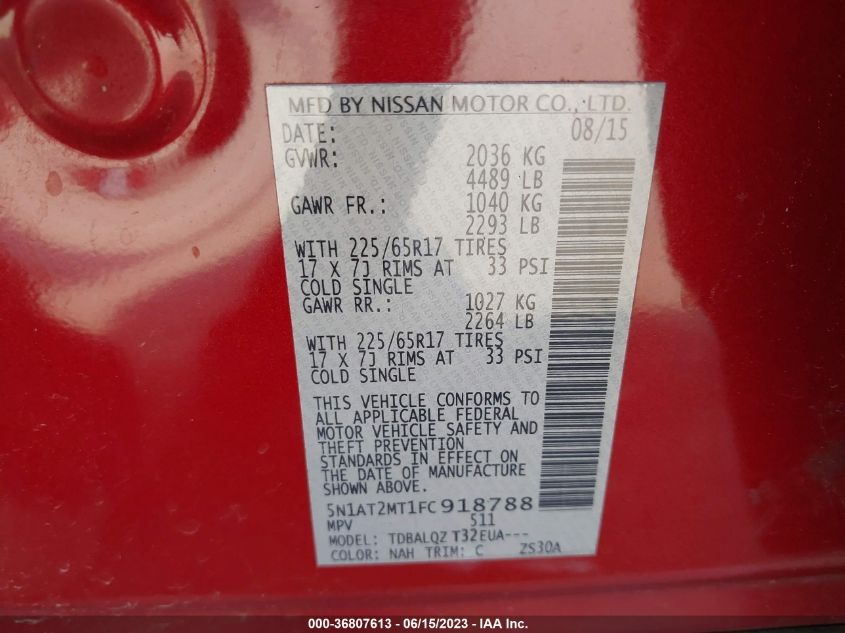 MFD BY NISSAN MOTOR CO., LTD.
DATE: 08/15
GVWR: 2036 KG
4489 LB
GAWR FR.: 1040 KG
2293 LB
WITH 225/65R17 TIRES
17 X 7J RIMS AT 33 PSI
COLD SINGLE
GAWR RR.: 1027 KG
2264 LB
WITH 225/65R17 TIRES
17 X 7J RIMS AT 33 PSI
COLD SINGLE
THIS VEHICLE CONFORMS TO
ALL APPLICABLE FEDERAL
MOTOR VEHICLE SAFETY AND
THEFT PREVENTION
STANDARDS IN EFFECT ON
THE DATE OF MANUFACTURE
SHOWN ABOVE.
5N1AT2MT1FC918788
MPV 511
MODEL: TDBALQZ T32EUA---
COLOR: NAH TRIM: C ZS30A
000-36807613 - 06/15/2023 - IAA Inc.